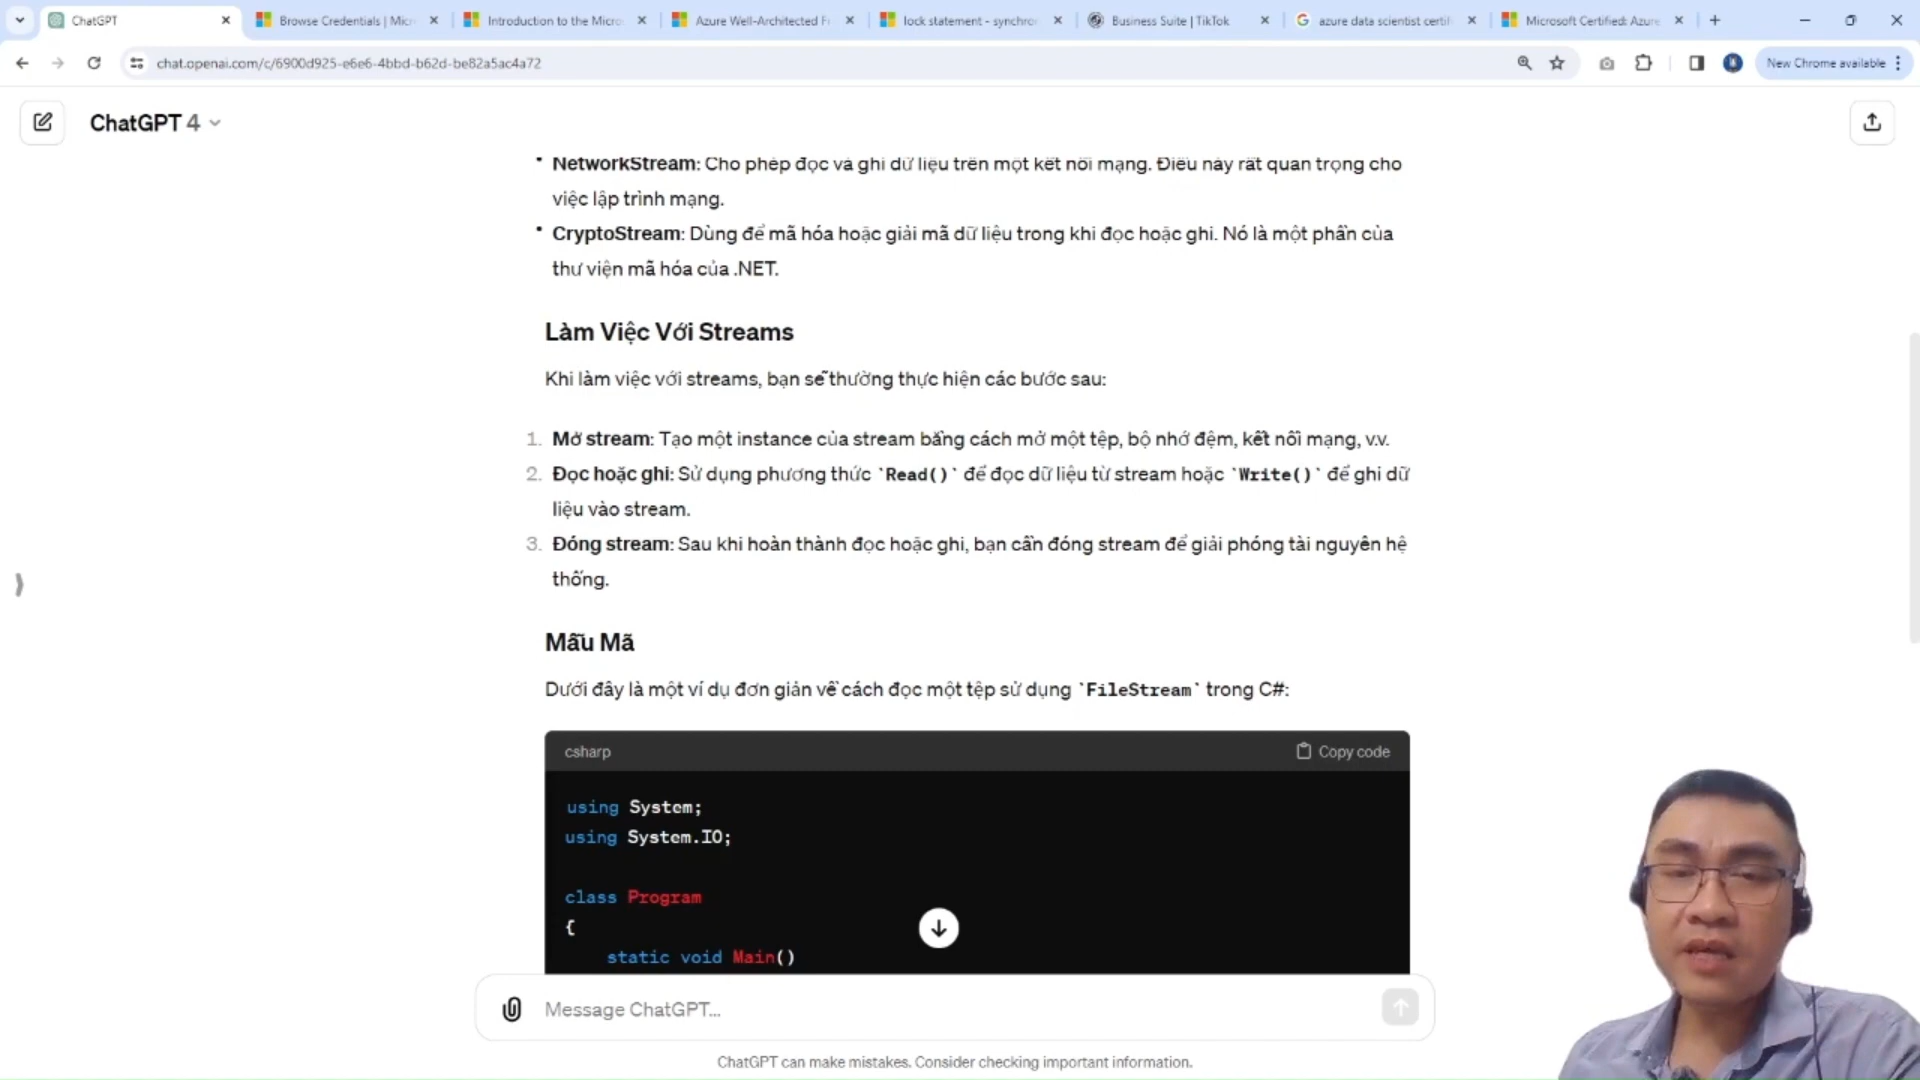 ChatGPT
Browse Credentials | Micr
Introduction to the Micro
Azure Well-Architected F
lock statement - synchro
Business Suite | TikTok
azure data scientist certifi
Microsoft Certified: Azure
chat.openai.com/c/6900d925-e6e6-4bbd-b62d-be82a5ac4a72
New Chrome available
ChatGPT 4
• NetworkStream: Cho phép đọc và ghi dữ liệu trên một kết nối mạng. Điều này rất quan trọng cho
việc lập trình mạng.
• CryptoStream: Dùng để mã hóa hoặc giải mã dữ liệu trong khi đọc hoặc ghi. Nó là một phần của
thư viện mã hóa của .NET.
Làm Việc Với Streams
Khi làm việc với streams, bạn sẽ thường thực hiện các bước sau:
1. Mở stream: Tạo một instance của stream bằng cách mở một tệp, bộ nhớ đệm, kết nối mạng, v.v.
2. Đọc hoặc ghi: Sử dụng phương thức `Read()` để đọc dữ liệu từ stream hoặc `Write()` để ghi dữ
liệu vào stream.
3. Đóng stream: Sau khi hoàn thành đọc hoặc ghi, bạn cần đóng stream để giải phóng tài nguyên hệ
thống.
Mẫu Mã
Dưới đây là một ví dụ đơn giản về cách đọc một tệp sử dụng `FileStream` trong C#:
csharp
Copy code
using System;
using System.IO;
class Program
{
static void Main()
Message ChatGPT...
ChatGPT can make mistakes. Consider checking important information.